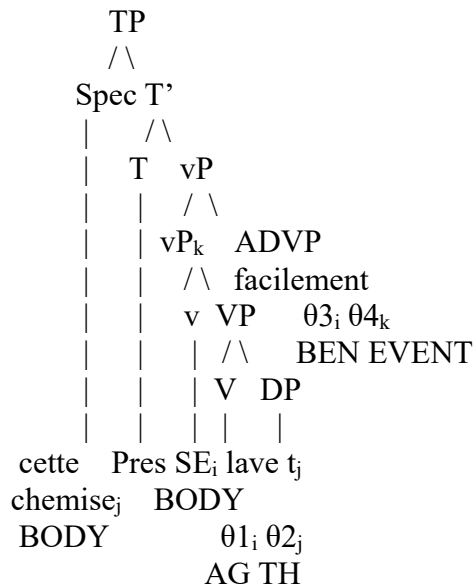 TP
/ \
Spec T’
| / \
| T vP
| | / \
| | vPₖ ADVP
| | / \ facilement
| | v VP θ3ᵢ θ4ₖ
| | | / \ BEN EVENT
| | | V DP
| | | | |
cette Pres SEᵢ lave tⱼ
chemiseⱼ BODY
BODY θ1ᵢ θ2ⱼ
AG TH